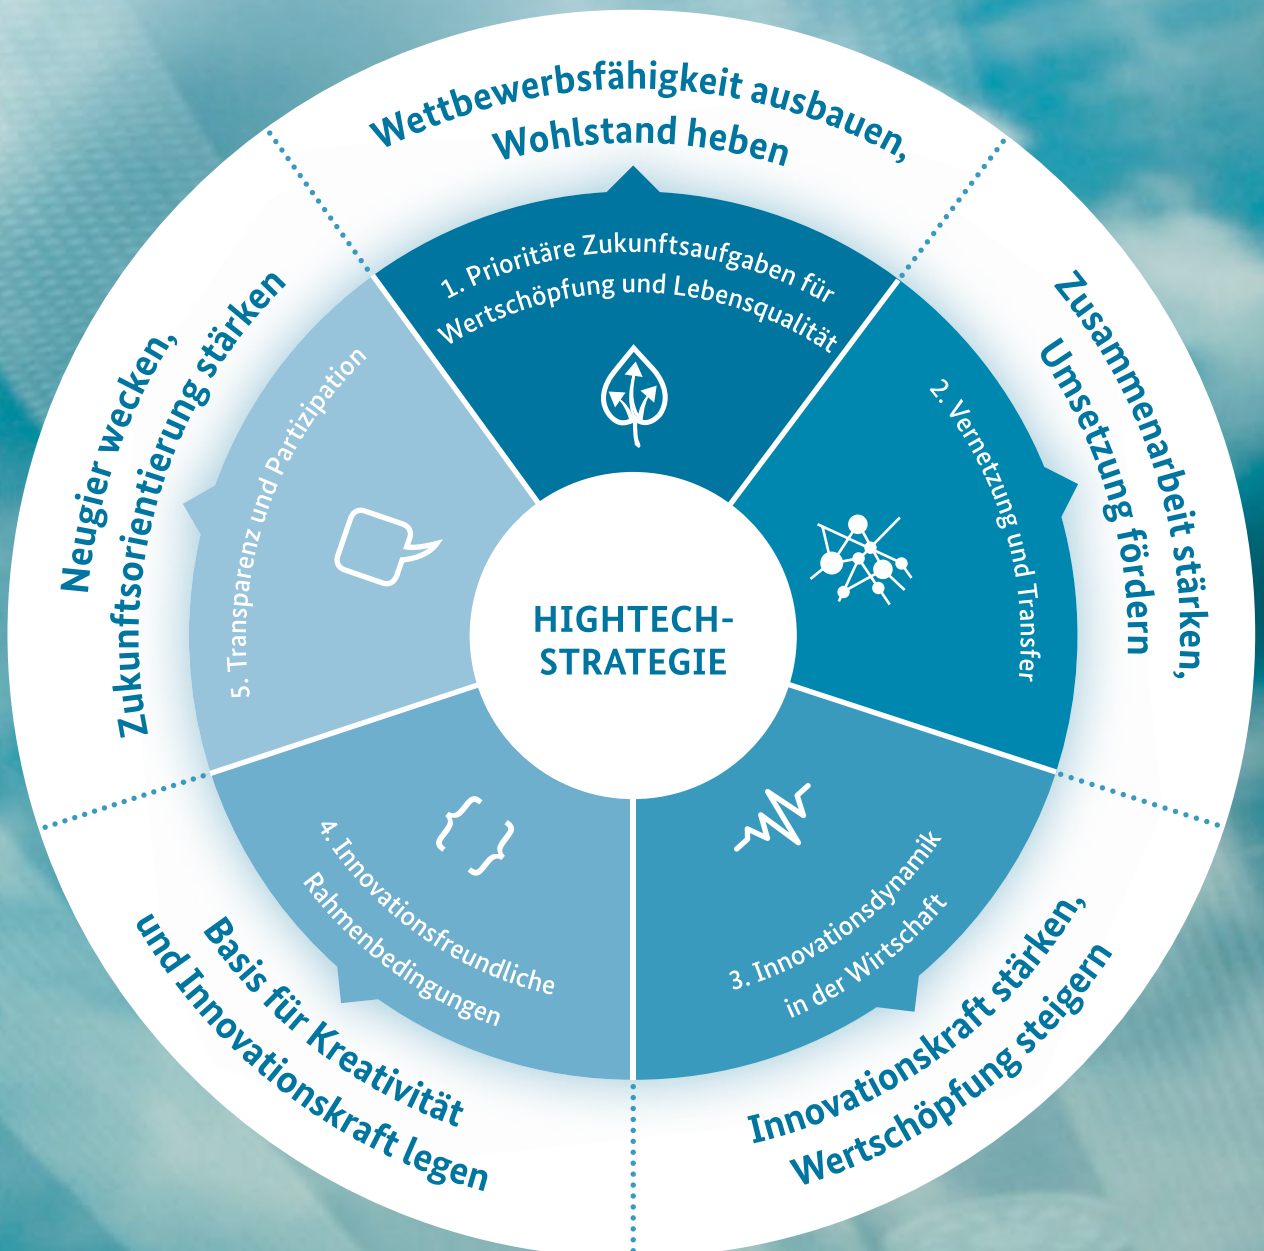 Wettbewerbsfähigkeit ausbauen,
Wohlstand heben
1. Prioritäre Zukunftsaufgaben für
Wertschöpfung und Lebensqualität
Zusammenarbeit stärken,
Umsetzung fördern
2. Vernetzung und Transfer
Innovationskraft stärken,
Wertschöpfung steigern
3. Innovationsdynamik
in der Wirtschaft
Basis für Kreativität
und Innovationskraft legen
4. Innovationsfreundliche
Rahmenbedingungen
Neugier wecken,
Zukunftsorientierung stärken
5. Transparenz und Partizipation
HIGHTECH-
STRATEGIE